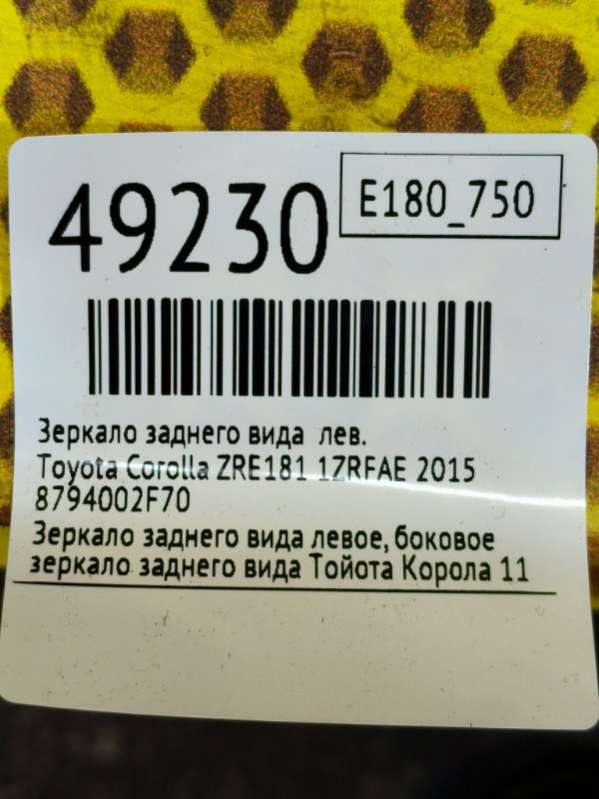 49230
E180_750
Зеркало заднего вида лев.
Toyota Corolla ZRE181 1ZRFAE 2015
8794002F70
Зеркало заднего вида левое, боковое
зеркало заднего вида Тойота Корола 11